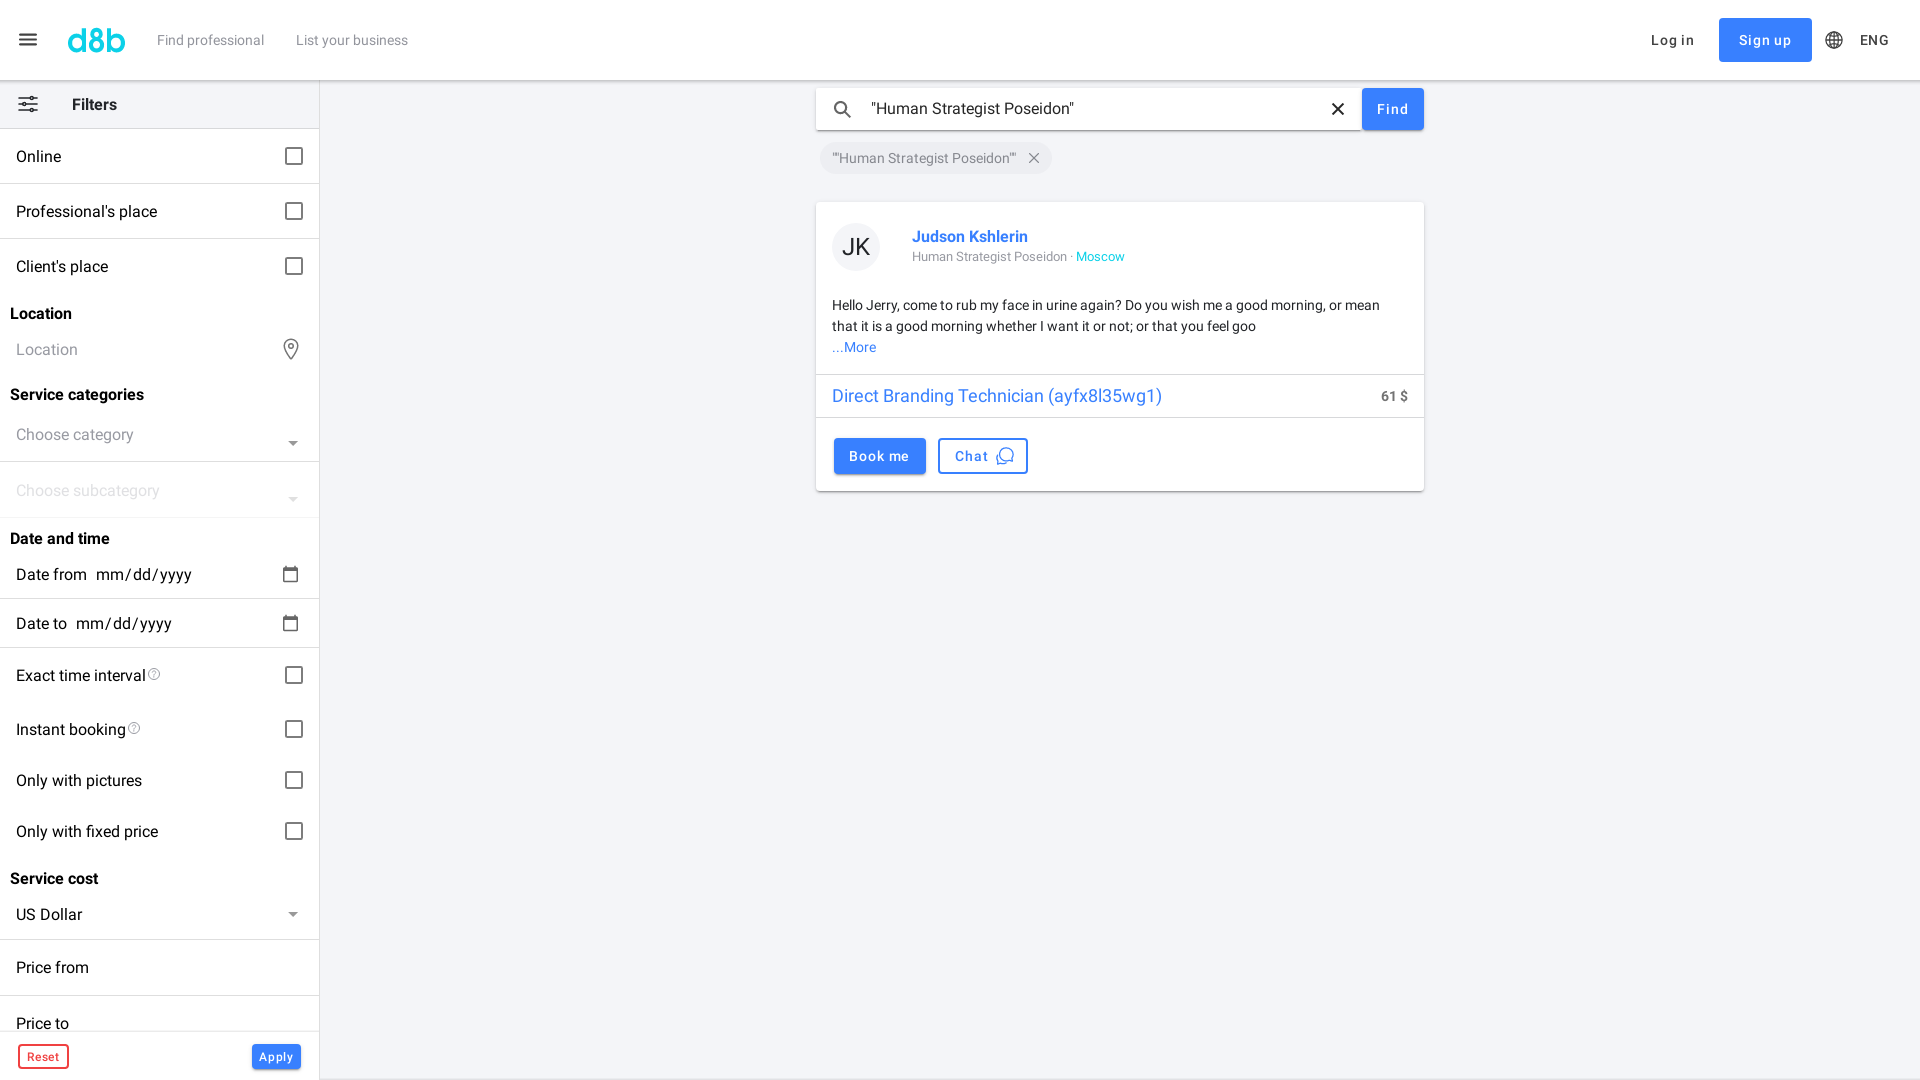 d8b
Find professional
List your business
Log in
Sign up
ENG
Filters
Online
Professional's place
Client's place
Location
Location
Service categories
Choose category
Choose subcategory
Date and time
Date from mm/dd/yyyy
Date to mm/dd/yyyy
Exact time interval
Instant booking
Only with pictures
Only with fixed price
Service cost
US Dollar
Price from
Price to
Reset
Apply
"Human Strategist Poseidon"
Find
""Human Strategist Poseidon""
JK
Judson Kshlerin
Human Strategist Poseidon · Moscow
Hello Jerry, come to rub my face in urine again? Do you wish me a good morning, or mean
that it is a good morning whether I want it or not; or that you feel goo
...More
Direct Branding Technician (ayfx8l35wg1)
61 $
Book me
Chat